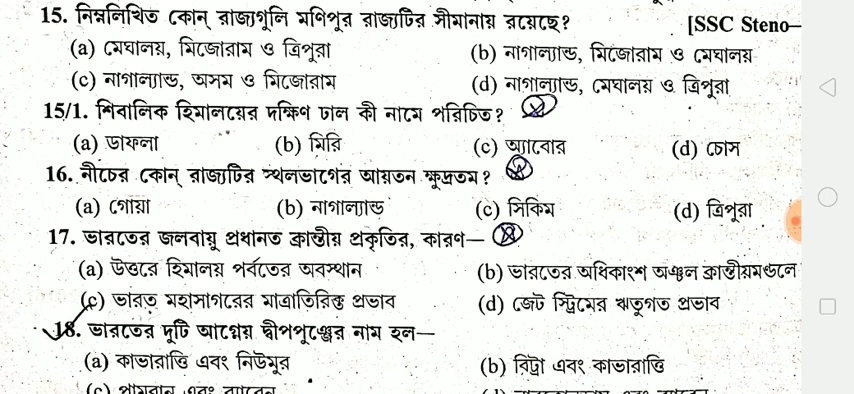 15. নিম্নলিখিত কোন্ রাজ্যগুলি মণিপুর রাজ্যটির সীমানায় রয়েছে? [SSC Steno—
(a) মেঘালয়, মিজোরাম ও ত্রিপুরা (b) নাগাল্যান্ড, মিজোরাম ও মেঘালয়
(c) নাগাল্যান্ড, অসম ও মিজোরাম (d) নাগাল্যান্ড, মেঘালয় ও ত্রিপুরা
15/1. শিবালিক হিমালয়ের দক্ষিণ ঢাল কী নামে পরিচিত?
(a) ডাফলা (b) মিরি (c) অ্যাবোর (d) চোস
16. নীচের কোন্ রাজ্যটির স্থলভাগের আয়তন ক্ষুদ্রতম?
(a) গোয়া (b) নাগাল্যান্ড (c) সিকিম (d) ত্রিপুরা
17. ভারতের জলবায়ু প্রধানত ক্রান্তীয় প্রকৃতির, কারণ—
(a) উত্তরে হিমালয় পর্বতের অবস্থান (b) ভারতের অধিকাংশ অঞ্চল ক্রান্তীয়মণ্ডলে
(c) ভারত মহাসাগরের মাত্রাতিরিক্ত প্রভাব (d) জেট স্ট্রিমের ঋতুগত প্রভাব
18. ভারতের দুটি আগ্নেয় দ্বীপপুঞ্জের নাম হল—
(a) কাভারাত্তি এবং নিউমুর (b) বিট্রা এবং কাভারাত্তি
(c) পামবান এবং ব্যারেন